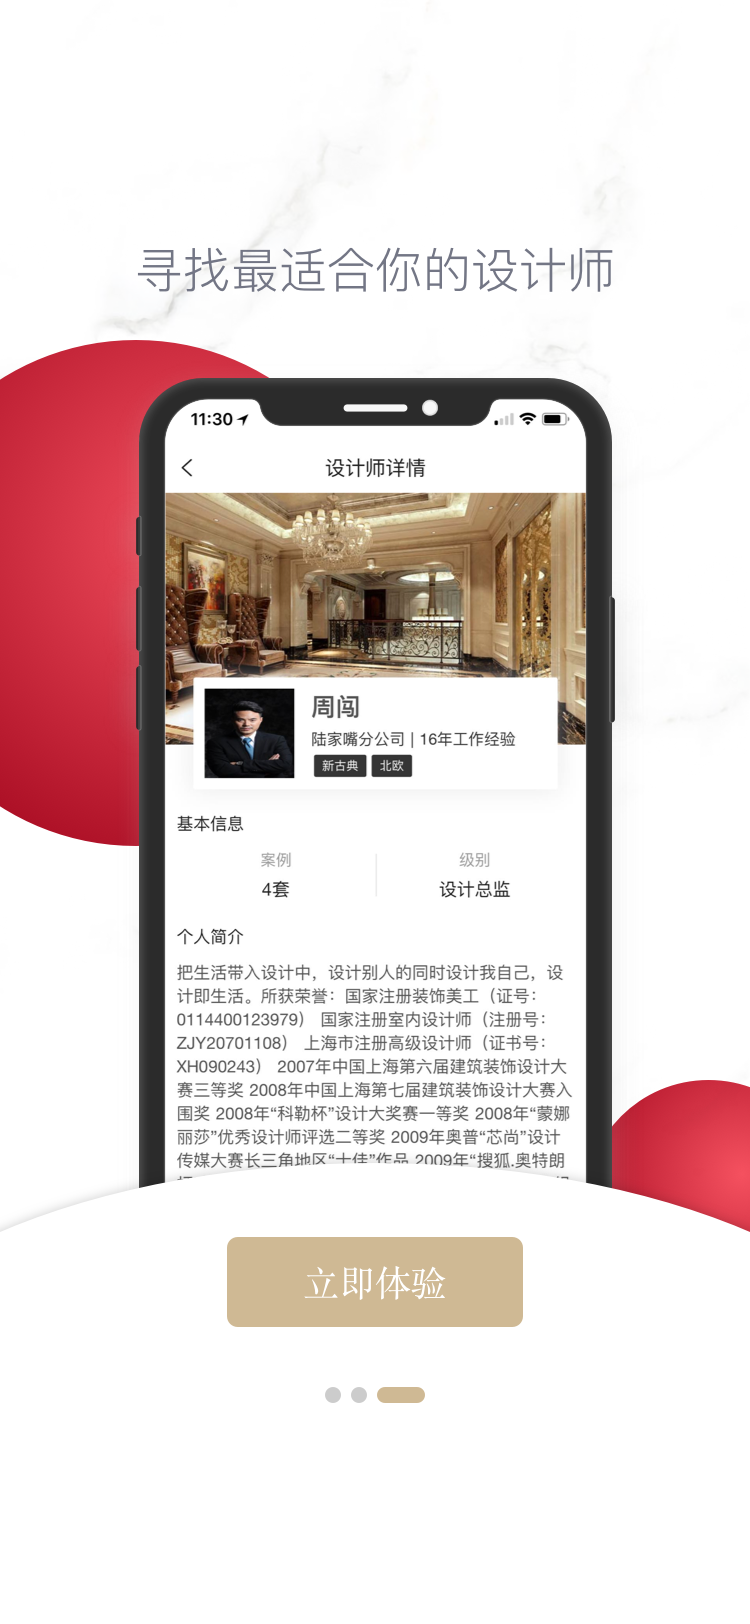 寻找最适合你的设计师
11:30
设计师详情
周闯
陆家嘴分公司 | 16年工作经验
新古典 北欧
基本信息
案例 级别
4套 设计总监
个人简介
把生活带入设计中，设计别人的同时设计我自己，设
计即生活。所获荣誉：国家注册装饰美工（证号：
0114400123979） 国家注册室内设计师（注册号：
ZJY20701108） 上海市注册高级设计师（证书号：
XH090243） 2007年中国上海第六届建筑装饰设计大
赛三等奖 2008年中国上海第七届建筑装饰设计大赛入
围奖 2008年“科勒杯”设计大奖赛一等奖 2008年“蒙娜
丽莎”优秀设计师评选二等奖 2009年奥普“芯尚”设计
传媒大赛长三角地区“十佳”作品 2009年“搜狐.奥特朗
立即体验